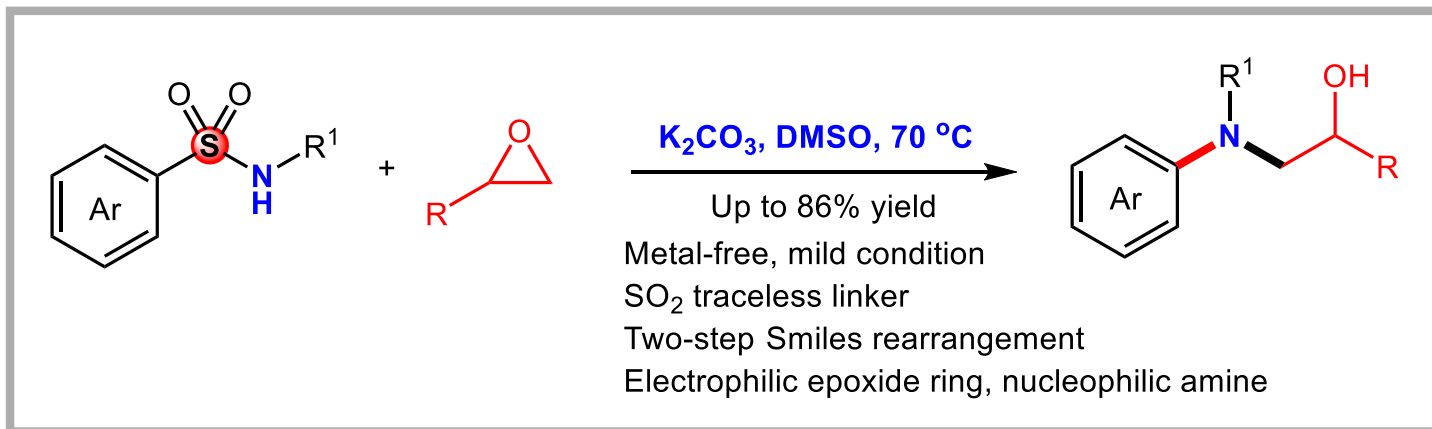 O O
S
R¹
N
H
Ar
+
O
R
K₂CO₃, DMSO, 70 °C
Up to 86% yield
Metal-free, mild condition
SO₂ traceless linker
Two-step Smiles rearrangement
Electrophilic epoxide ring, nucleophilic amine
R¹ OH
N
R
Ar